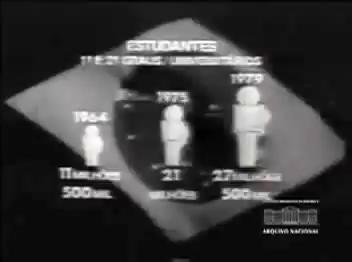 ESTUDANTES
1º E 2º GRAUS / UNIVERSITÁRIOS
1964
1975
1979
11 MILHÕES
500 MIL
21
MILHÕES
27 MILHÕES
500 MIL
ARQUIVO NACIONAL